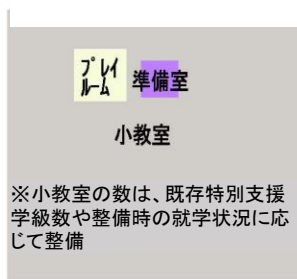 プレイ
ルーム
準備室
小教室
※小教室の数は、既存特別支援
学級数や整備時の就学状況に応
じて整備